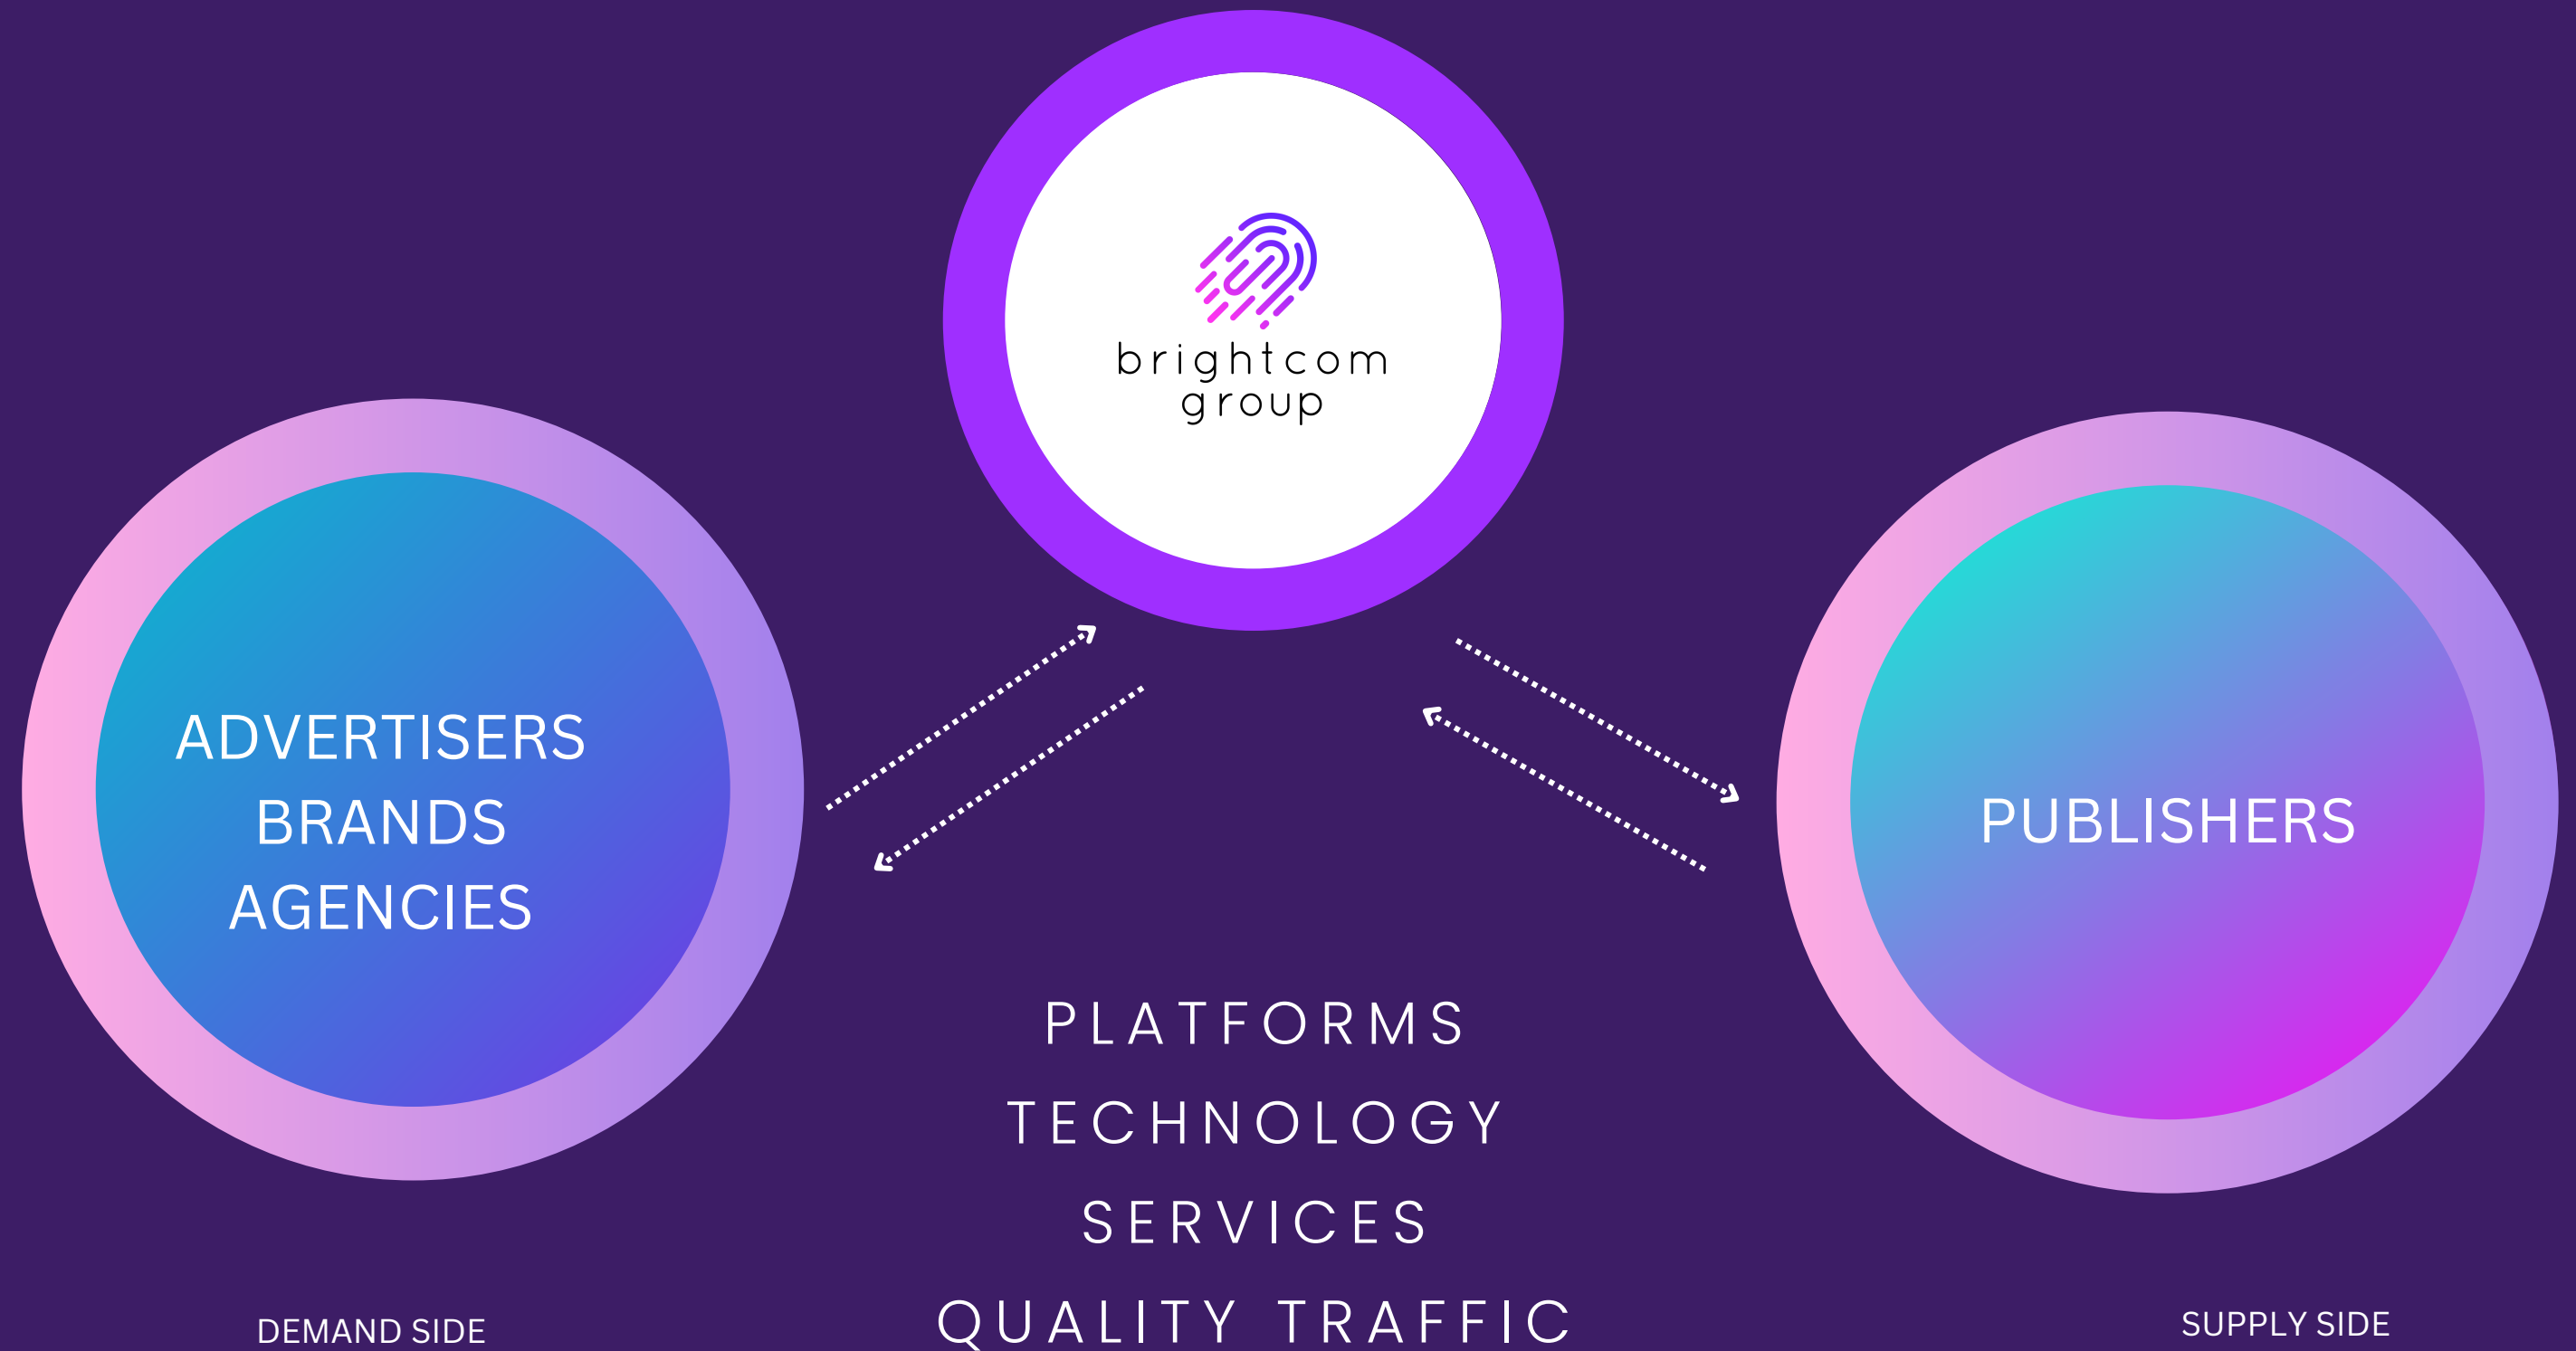 brightcom
group
ADVERTISERS
BRANDS
AGENCIES
PUBLISHERS
PLATFORMS
TECHNOLOGY
SERVICES
QUALITY TRAFFIC
DEMAND SIDE
SUPPLY SIDE